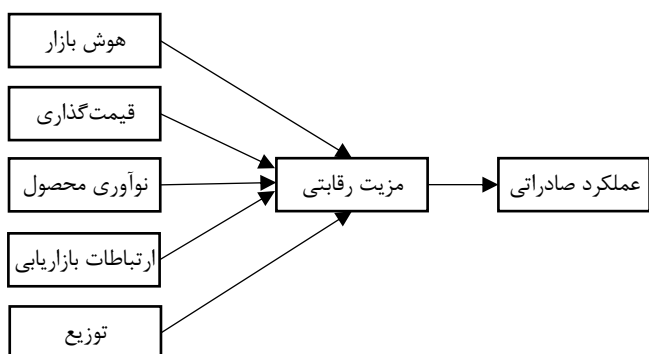 هوش بازار
قیمت‌گذاری
نوآوری محصول
ارتباطات بازاریابی
توزیع
مزیت رقابتی
عملکرد صادراتی